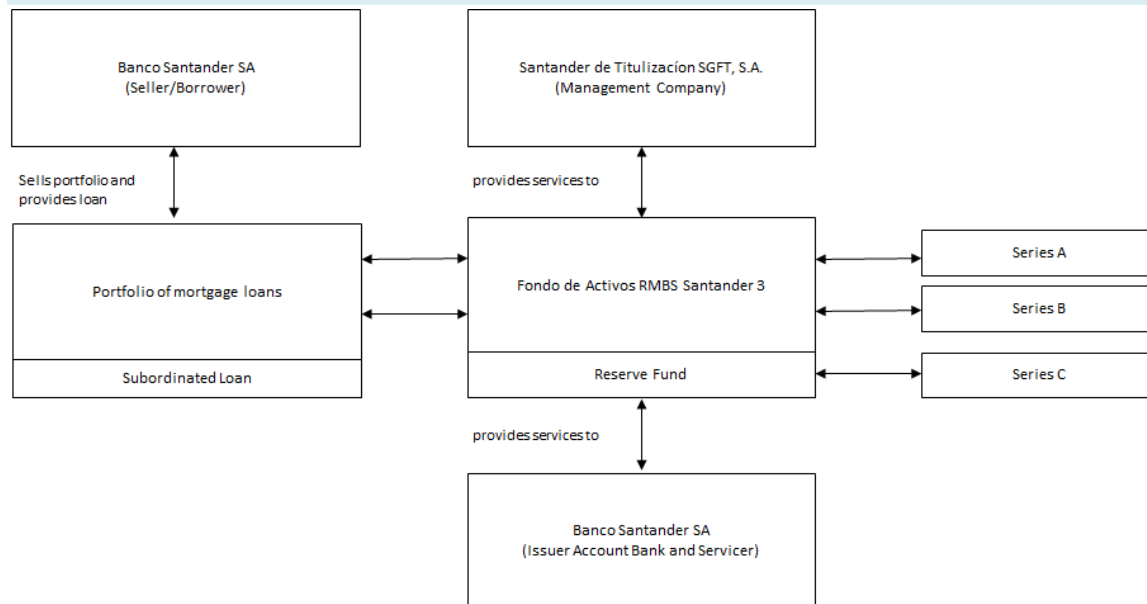 Banco Santander SA
(Seller/Borrower)
Santander de Titulizacíon SGFT, S.A.
(Management Company)
Sells portfolio and
provides loan
provides services to
Portfolio of mortgage loans
Subordinated Loan
Fondo de Activos RMBS Santander 3
Reserve Fund
Series A
Series B
Series C
provides services to
Banco Santander SA
(Issuer Account Bank and Servicer)